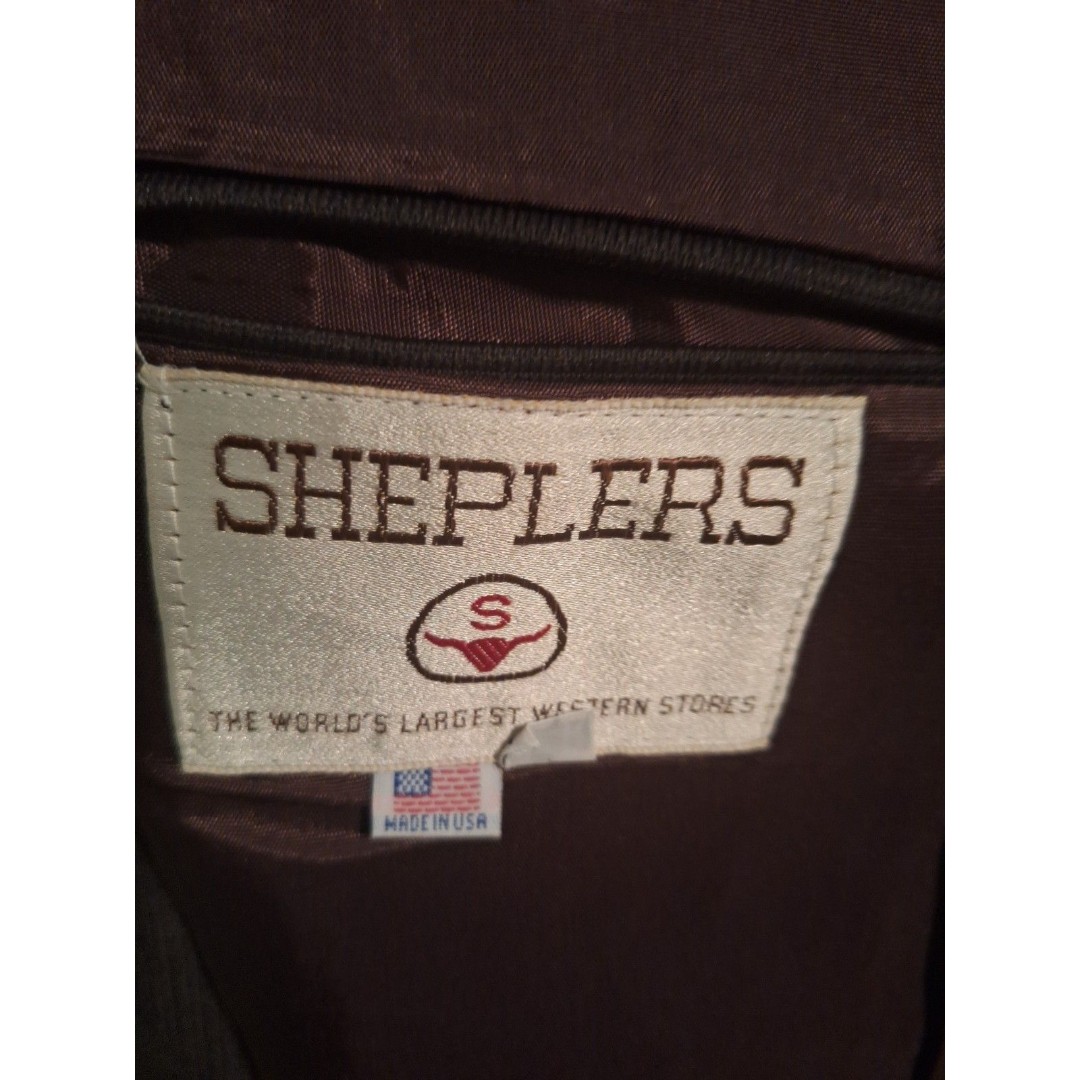 SHEPLERS
S
THE WORLD'S LARGEST WESTERN STORES
MADE IN USA